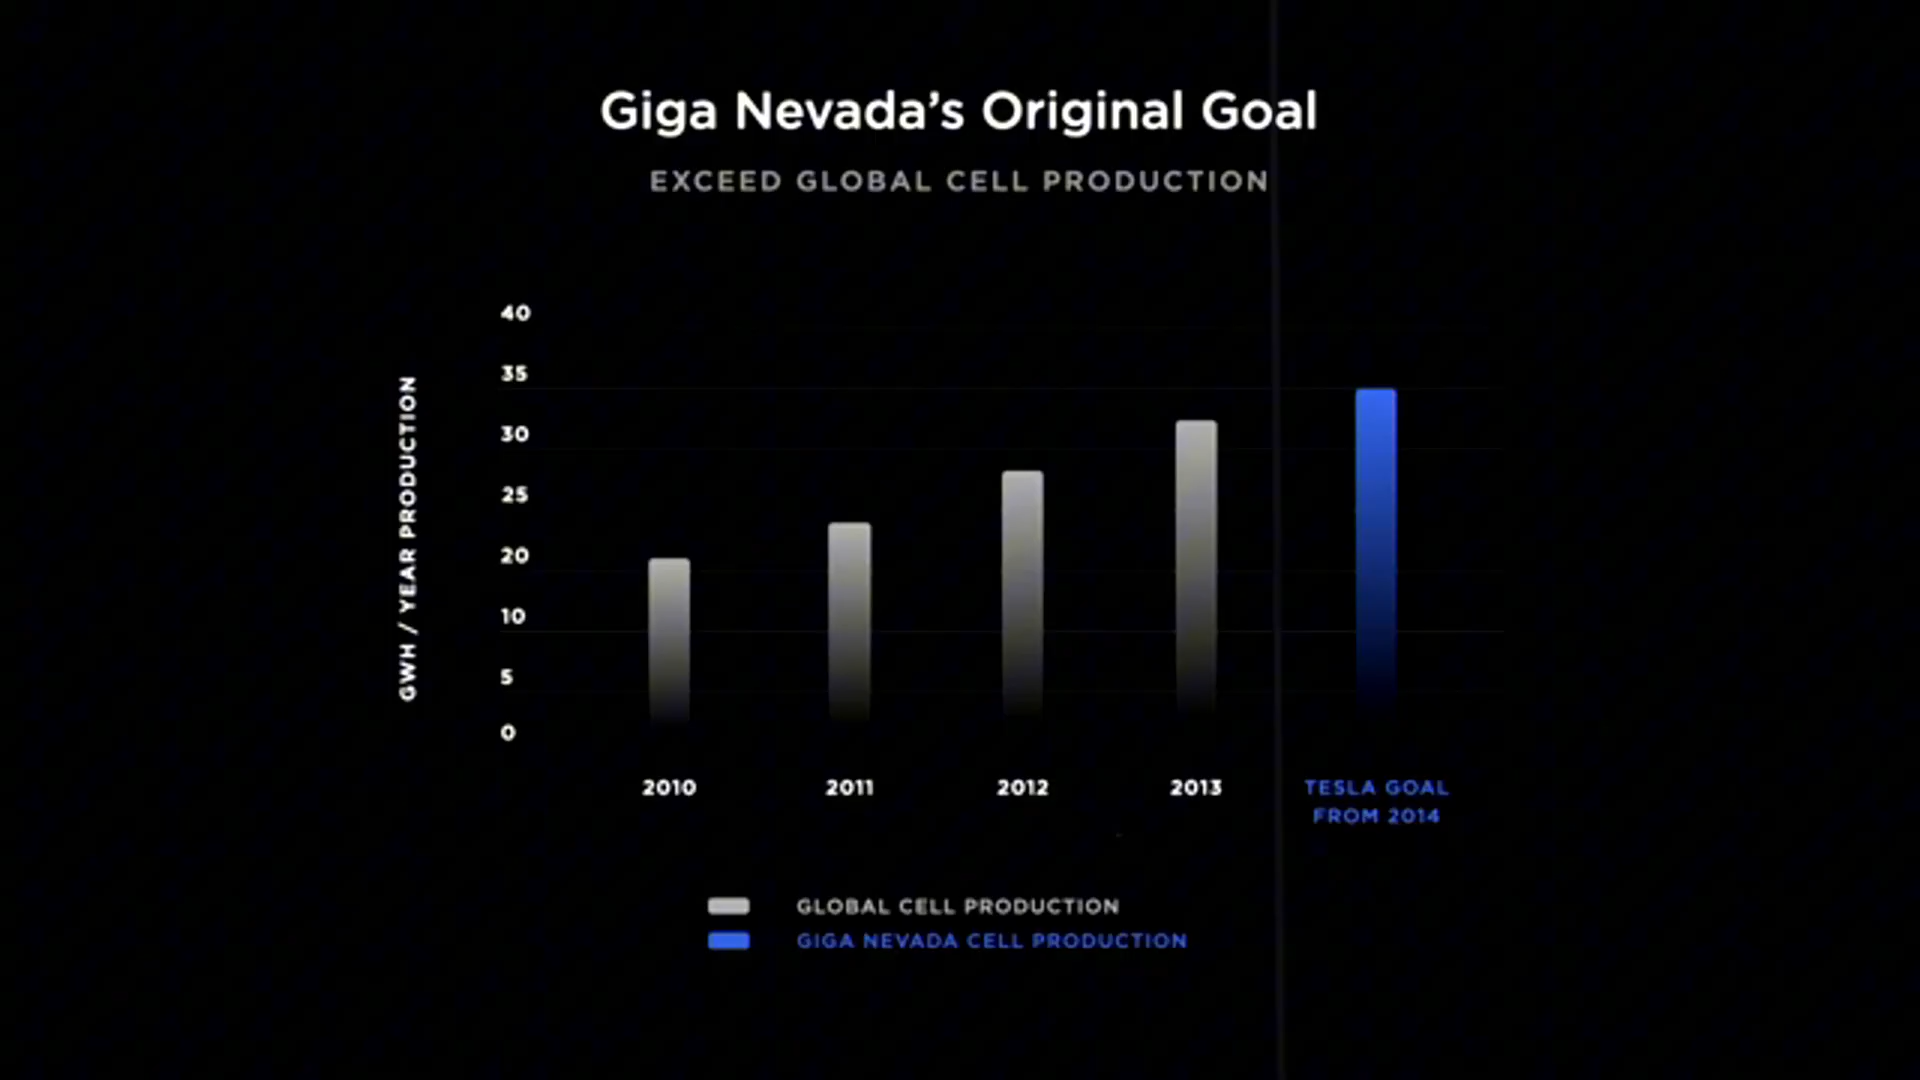 Giga Nevada's Original Goal
EXCEED GLOBAL CELL PRODUCTION
GWH / YEAR PRODUCTION
40
35
30
25
20
10
5
0
2010
2011
2012
2013
TESLA GOAL
FROM 2014
GLOBAL CELL PRODUCTION
GIGA NEVADA CELL PRODUCTION